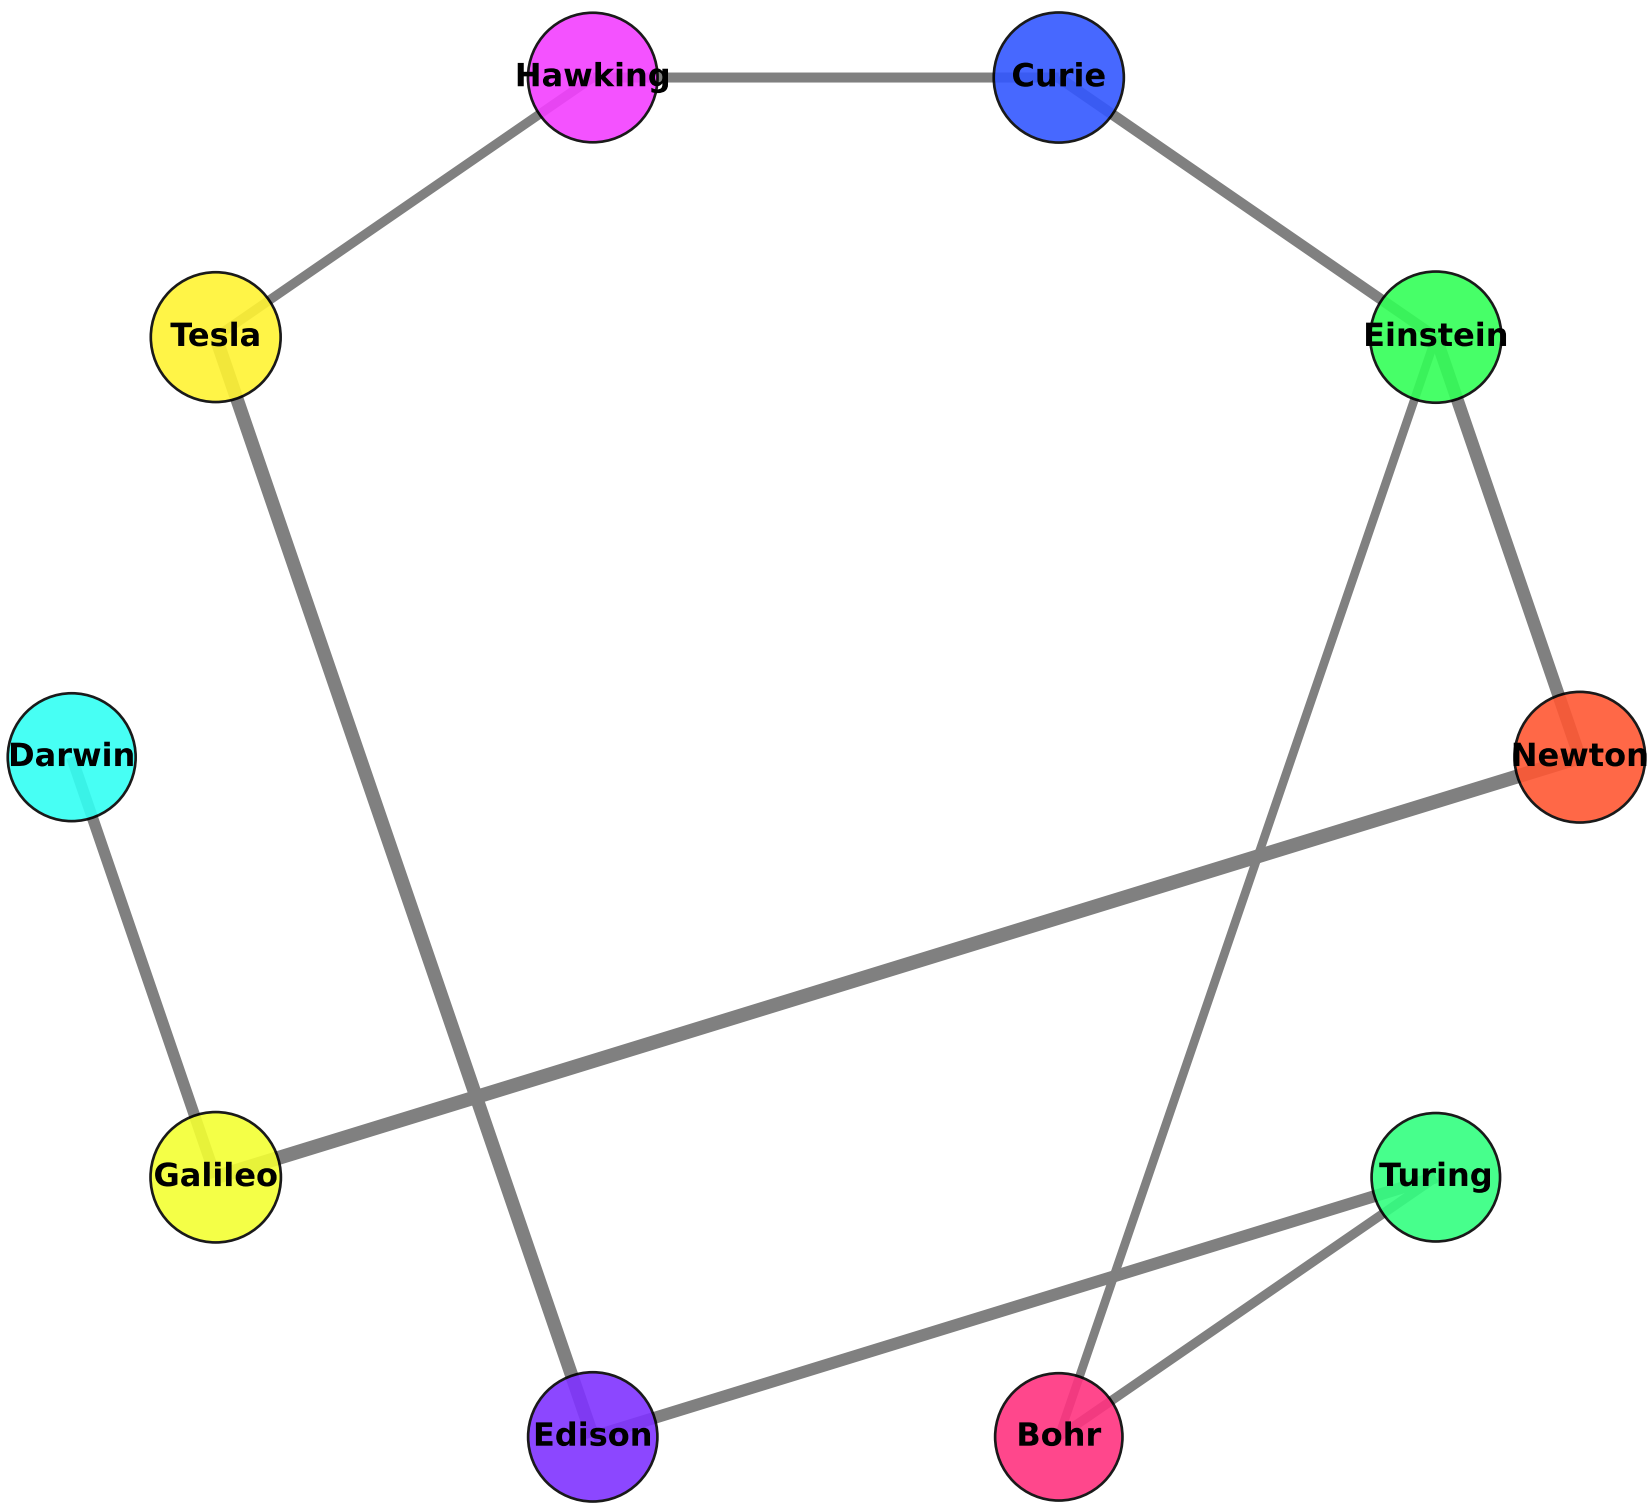 Hawking
Curie
Tesla
Einstein
Darwin
Newton
Galileo
Turing
Edison
Bohr